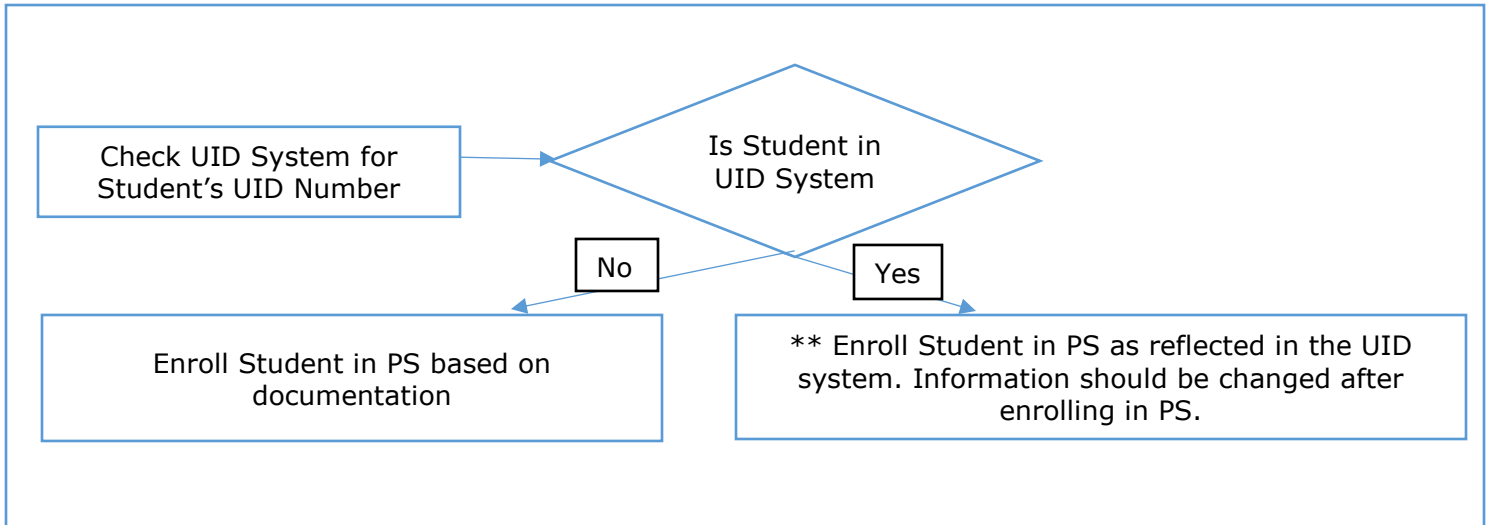 Check UID System for
Student’s UID Number
Is Student in
UID System
No
Yes
Enroll Student in PS based on
documentation
** Enroll Student in PS as reflected in the UID
system. Information should be changed after
enrolling in PS.